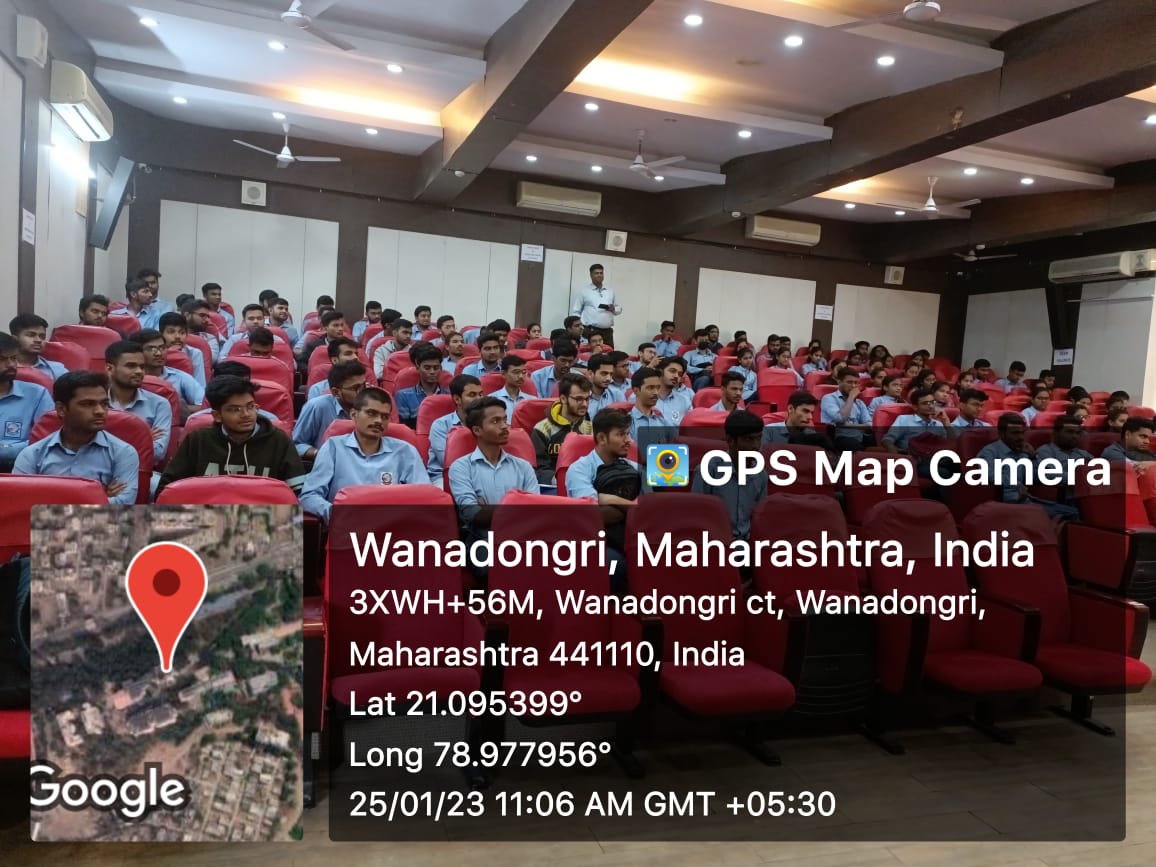 GPS Map Camera
Wanadongri, Maharashtra, India
3XWH+56M, Wanadongri ct, Wanadongri,
Maharashtra 441110, India
Lat 21.095399°
Long 78.977956°
25/01/23 11:06 AM GMT +05:30
Google